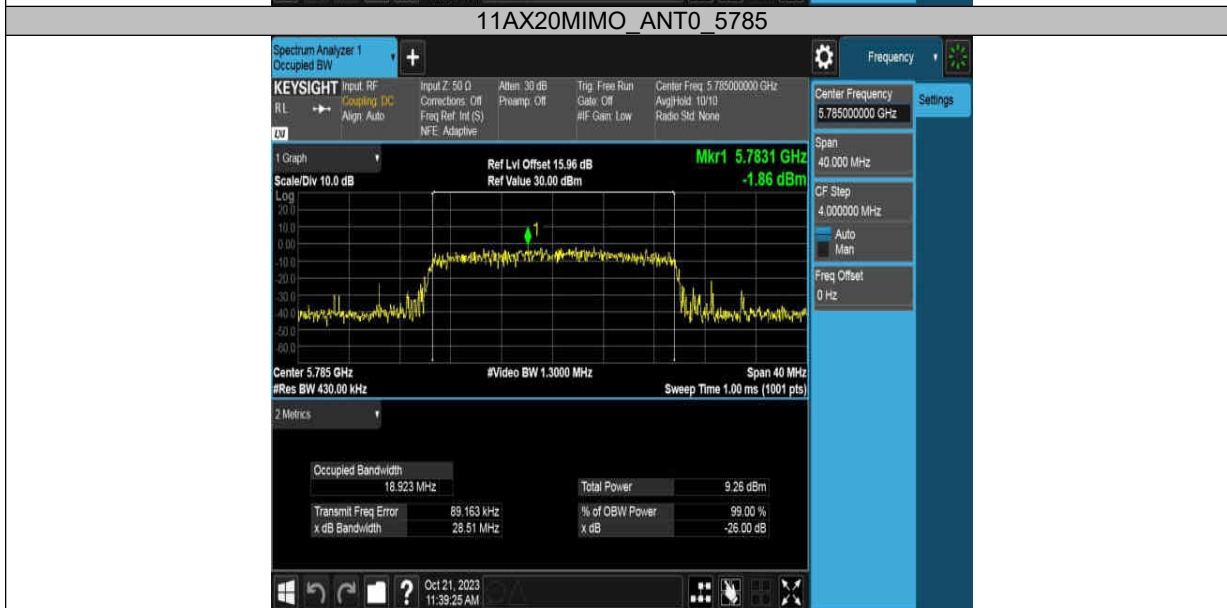 11AX20MIMO_ANT0_5785
Spectrum Analyzer 1
Occupied BW
+
Frequency
KEYSIGHT
RL
LXI
Input: RF
Coupling: DC
Align: Auto
Input Z: 50 Ω
Corrections: Off
Freq Ref: Int (S)
NFE: Adaptive
Atten: 30 dB
Preamp: Off
Trig: Free Run
Gate: Off
#IF Gain: Low
Center Freq: 5.785000000 GHz
Avg|Hold: 10/10
Radio Std: None
Center Frequency
5.785000000 GHz
Settings
Span
40.000 MHz
CF Step
4.000000 MHz
Auto
Man
Freq Offset
0 Hz
1 Graph
Scale/Div 10.0 dB
Ref Lvl Offset 15.96 dB
Ref Value 30.00 dBm
Mkr1 5.7831 GHz
-1.86 dBm
Log
20.0
10.0
0.00
-10.0
-20.0
-30.0
-40.0
-50.0
-60.0
1
Center 5.785 GHz
#Video BW 1.3000 MHz
Span 40 MHz
#Res BW 430.00 kHz
Sweep Time 1.00 ms (1001 pts)
2 Metrics
Occupied Bandwidth
18.923 MHz
Total Power 9.26 dBm
Transmit Freq Error 89.163 kHz
% of OBW Power 99.00 %
x dB Bandwidth 28.51 MHz
x dB -26.00 dB
?
Oct 21, 2023
11:39:25 AM